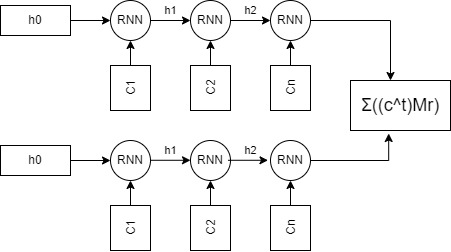 h0
RNN
h1
RNN
h2
RNN
C1
C2
Cn
Σ((c^t)Mr)
h0
RNN
h1
RNN
h2
RNN
C1
C2
Cn